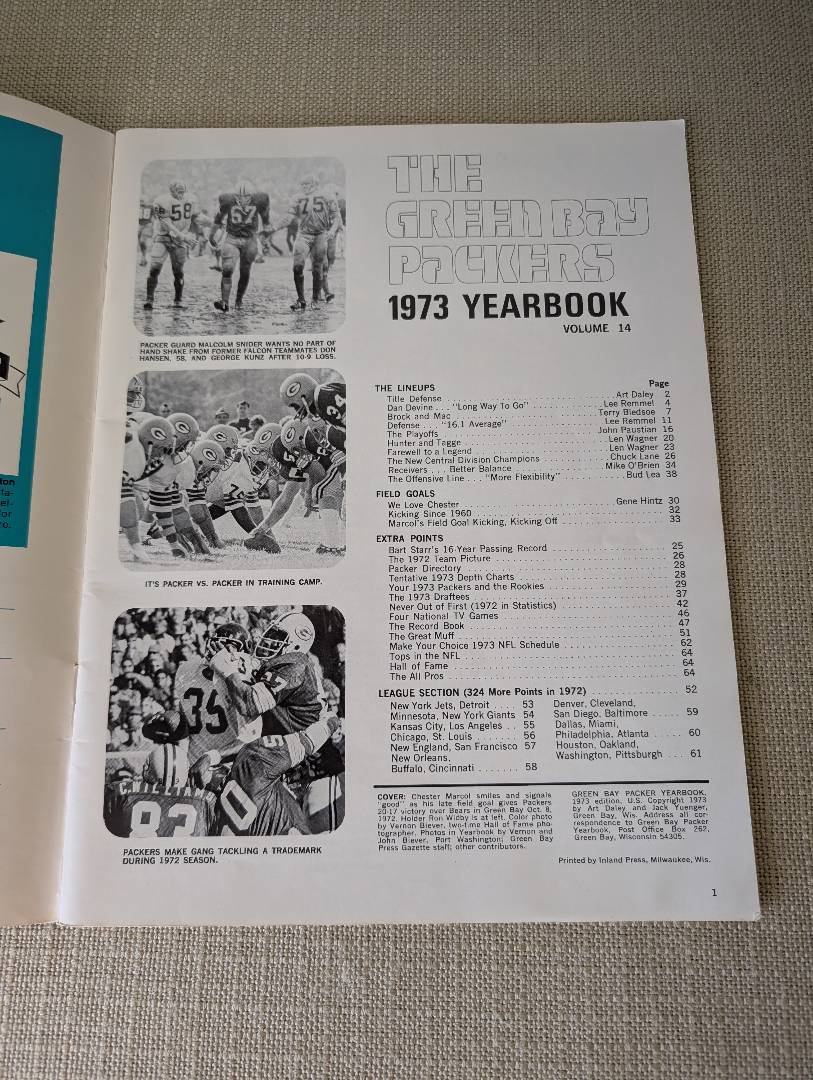 THE
GREEN BAY
PACKERS
1973 YEARBOOK
VOLUME 14
58
67
75
PACKER GUARD MALCOLM SNIDER WANTS NO PART OF
HAND SHAKE FROM FORMER FALCON TEAMMATES DON
HANSEN, 58, AND GEORGE KUNZ AFTER 10-9 LOSS.
34
IT'S PACKER VS. PACKER IN TRAINING CAMP.
35
C.WILLIAMS
83
PACKERS MAKE GANG TACKLING A TRADEMARK
DURING 1972 SEASON.
THE LINEUPS Page
Title Defense . . . Art Daley 2
Dan Devine . . . "Long Way To Go" . . . Lee Remmel 4
Brock and Mac . . . Terry Bledsoe 7
Defense . . . "16.1 Average" . . . Lee Remmel 11
The Playoffs . . . John Paustian 16
Hunter and Tagge . . . Len Wagner 20
Farewell to a Legend . . . Len Wagner 23
The New Central Division Champions . . . Chuck Lane 26
Receivers . . . Better Balance . . . Mike O'Brien 34
The Offensive Line . . . "More Flexibility" . . . Bud Lea 38
FIELD GOALS
We Love Chester . . . Gene Hintz 30
Kicking Since 1960 . . . 32
Marcol's Field Goal Kicking, Kicking Off . . . 33
EXTRA POINTS
Bart Starr's 16-Year Passing Record . . . 25
The 1972 Team Picture . . . 26
Packer Directory . . . 28
Tentative 1973 Depth Charts . . . 28
Your 1973 Packers and the Rookies . . . 29
The 1973 Draftees . . . 37
Never Out of First (1972 in Statistics) . . . 42
Four National TV Games . . . 46
The Record Book . . . 47
The Great Muff . . . 51
Make Your Choice 1973 NFL Schedule . . . 62
Tops in the NFL . . . 64
Hall of Fame . . . 64
The All Pros . . . 64
LEAGUE SECTION (324 More Points in 1972) . . . 52
New York Jets, Detroit . . . . 53
Minnesota, New York Giants 54
Kansas City, Los Angeles . . 55
Chicago, St. Louis . . . 56
New England, San Francisco 57
New Orleans,
Buffalo, Cincinnati . . . 58
Denver, Cleveland,
San Diego, Baltimore . . . 59
Dallas, Miami,
Philadelphia, Atlanta . . . 60
Houston, Oakland,
Washington, Pittsburgh . . . 61
COVER: Chester Marcol smiles and signals
"good" as his late field goal gives Packers
20-17 victory over Bears in Green Bay Oct. 8,
1972. Holder Ron Widby is at left. Color photo
by Vernon Biever, two-time Hall of Fame pho-
tographer. Photos in Yearbook by Vernon and
John Biever, Port Washington; Green Bay
Press Gazette staff; other contributors.
GREEN BAY PACKER YEARBOOK,
1973 edition, U.S. Copyright 1973
by Art Daley and Jack Yuenger,
Green Bay, Wis. Address all cor-
respondence to Green Bay Packer
Yearbook, Post Office Box 262,
Green Bay, Wisconsin 54305.
Printed by Inland Press, Milwaukee, Wis.
1